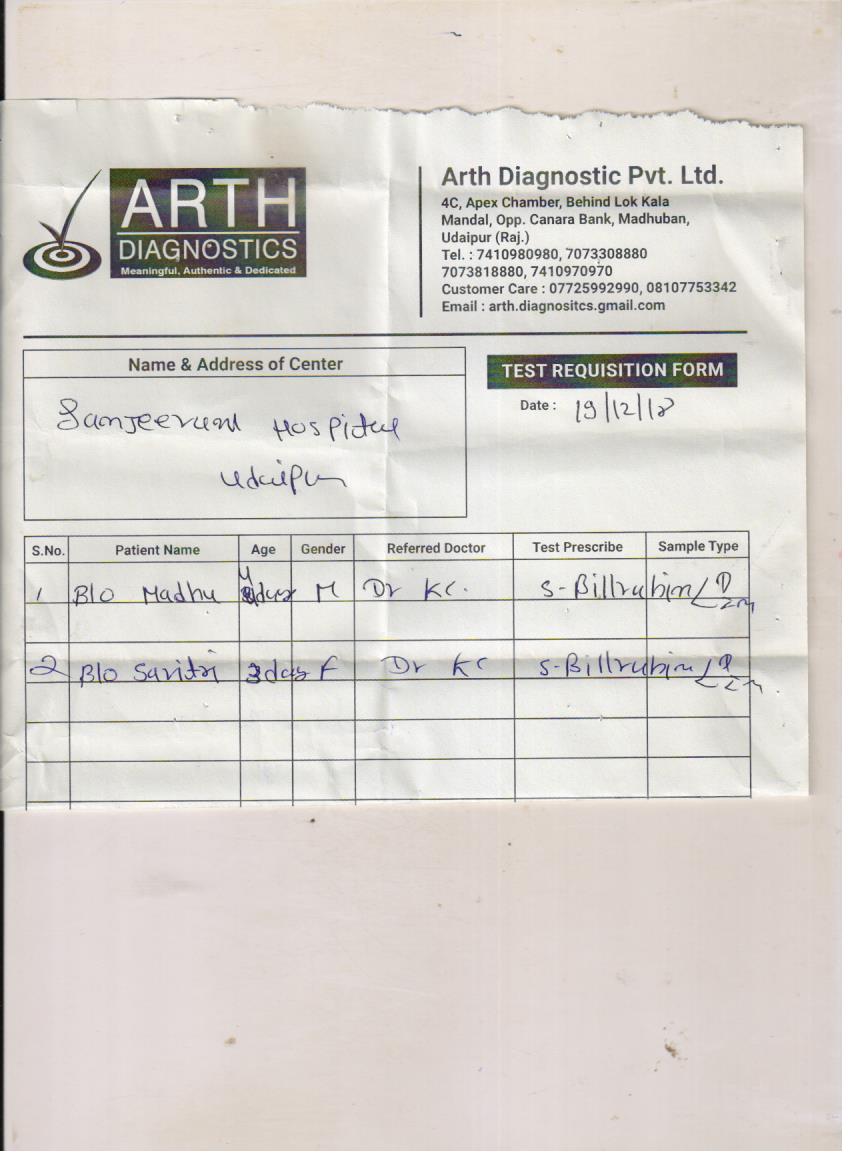 ARTH
DIAGNOSTICS
Meaningful, Authentic & Dedicated
Arth Diagnostic Pvt. Ltd.
4C, Apex Chamber, Behind Lok Kala
Mandal, Opp. Canara Bank, Madhuban,
Udaipur (Raj.)
Tel. : 7410980980, 7073308880
7073818880, 7410970970
Customer Care : 07725992990, 08107753342
Email : arth.diagnositcs.gmail.com
Name & Address of Center
Sanjeevani Hospital
Udaipur
TEST REQUISITION FORM
Date : 19/12/18
S.No. Patient Name Age Gender Referred Doctor Test Prescribe Sample Type
1 B/O Madhu days M Dr KC. S-Billrubin
2 B/O Savitri 3days F Dr KC S-Billrubin